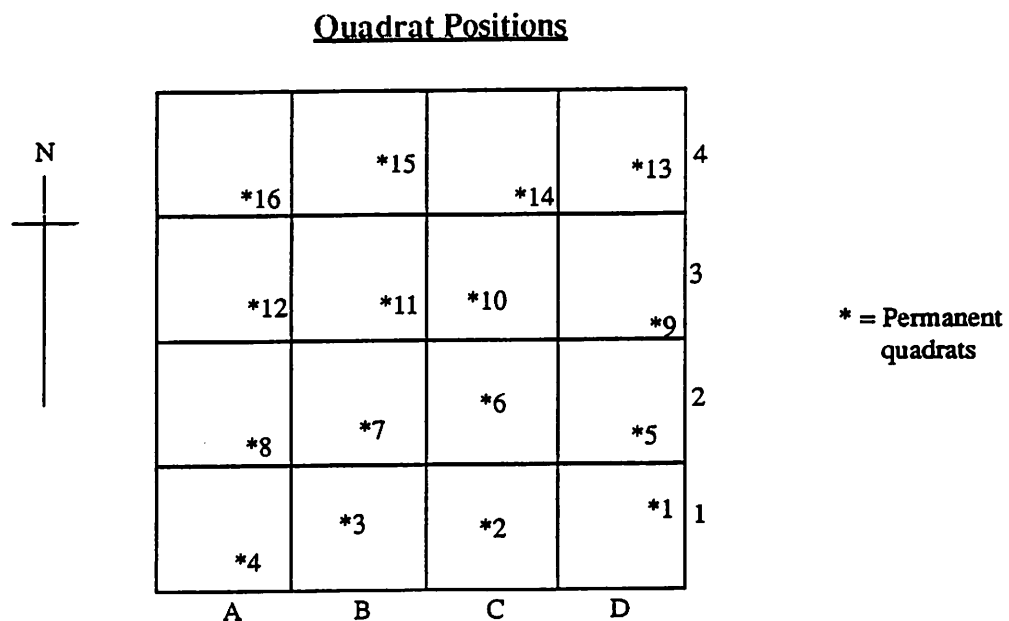 Quadrat Positions
N
*15
*13
4
*16
*14
3
*12
*11
*10
*9
* = Permanent
quadrats
2
*6
*7
*5
*8
*1
1
*3
*2
*4
A
B
C
D